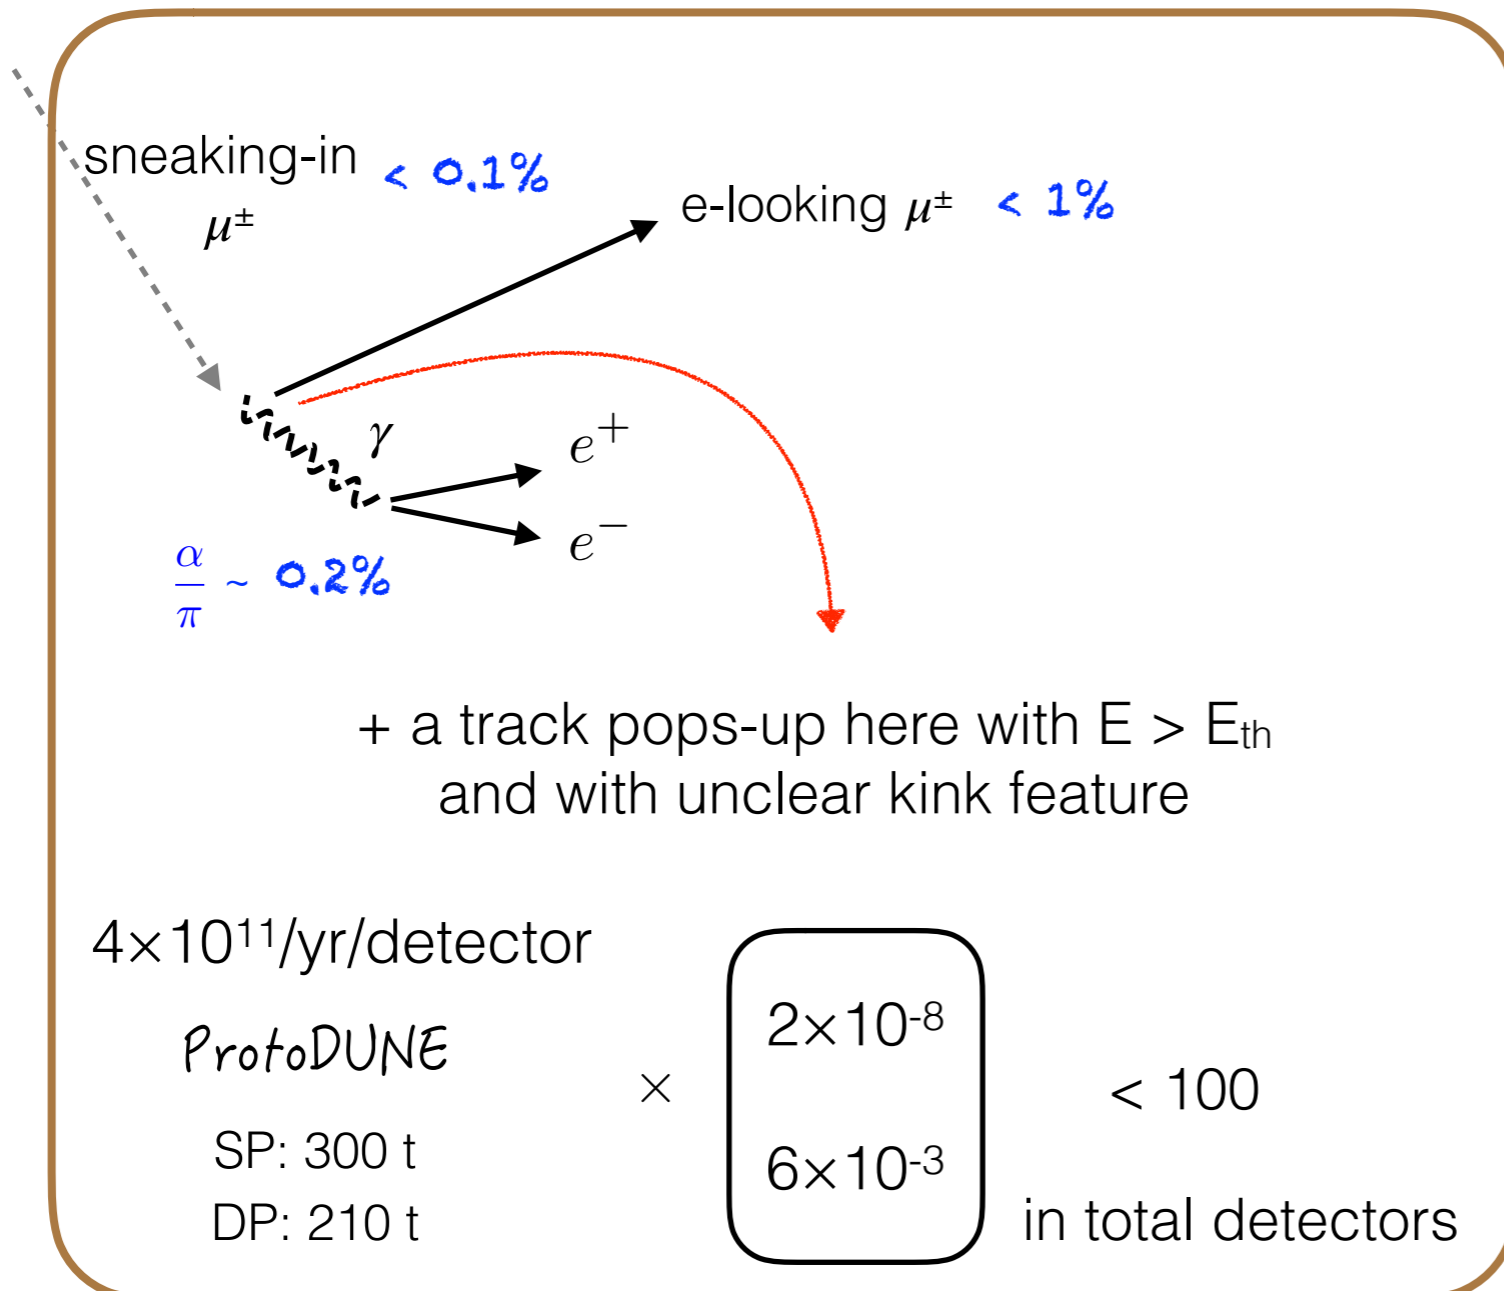 sneaking-in < 0.1%
μ±
e-looking μ± < 1%
γ
e⁺
e⁻
α/π ~ 0.2%
+ a track pops-up here with E > Eₜₕ
and with unclear kink feature
4×10¹¹/yr/detector
ProtoDUNE
SP: 300 t
DP: 210 t
×
2×10⁻⁸
6×10⁻³
< 100
in total detectors